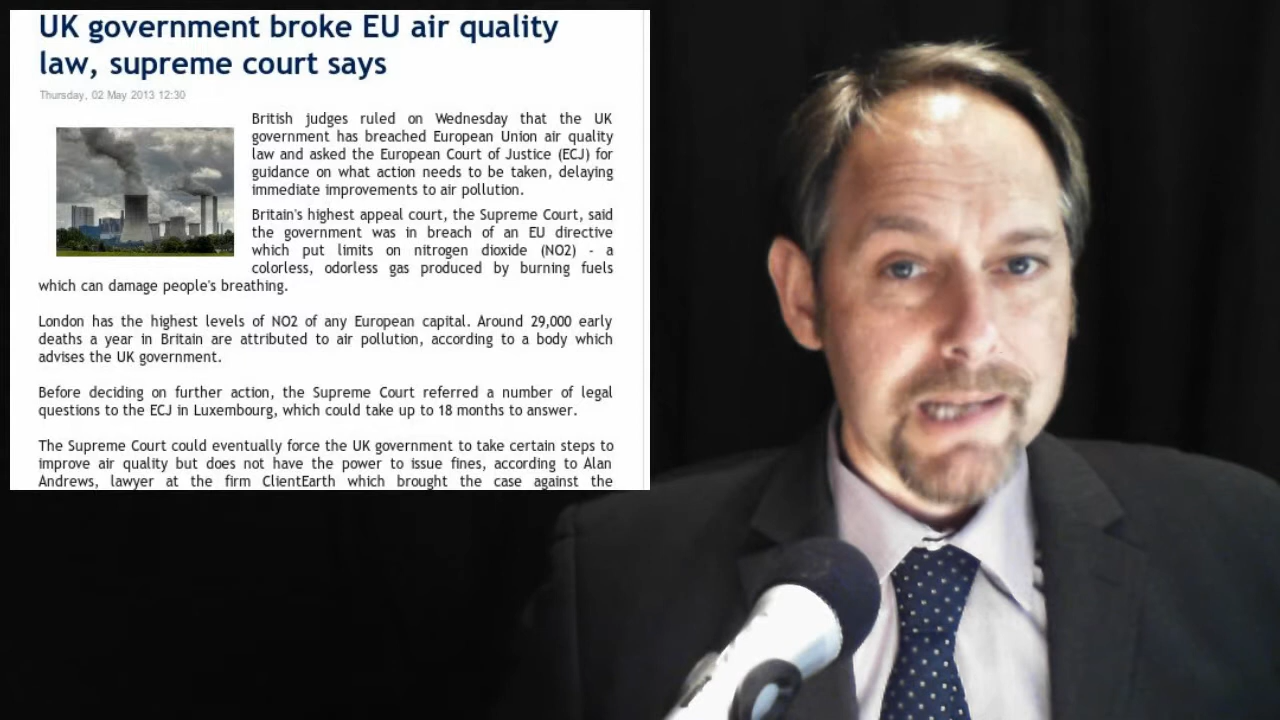 UK government broke EU air quality
law, supreme court says
Thursday, 02 May 2013 12:30
British judges ruled on Wednesday that the UK
government has breached European Union air quality
law and asked the European Court of Justice (ECJ) for
guidance on what action needs to be taken, delaying
immediate improvements to air pollution.
Britain's highest appeal court, the Supreme Court, said
the government was in breach of an EU directive
which put limits on nitrogen dioxide (NO2) - a
colorless, odorless gas produced by burning fuels
which can damage people's breathing.
London has the highest levels of NO2 of any European capital. Around 29,000 early
deaths a year in Britain are attributed to air pollution, according to a body which
advises the UK government.
Before deciding on further action, the Supreme Court referred a number of legal
questions to the ECJ in Luxembourg, which could take up to 18 months to answer.
The Supreme Court could eventually force the UK government to take certain steps to
improve air quality but does not have the power to issue fines, according to Alan
Andrews, lawyer at the firm ClientEarth which brought the case against the